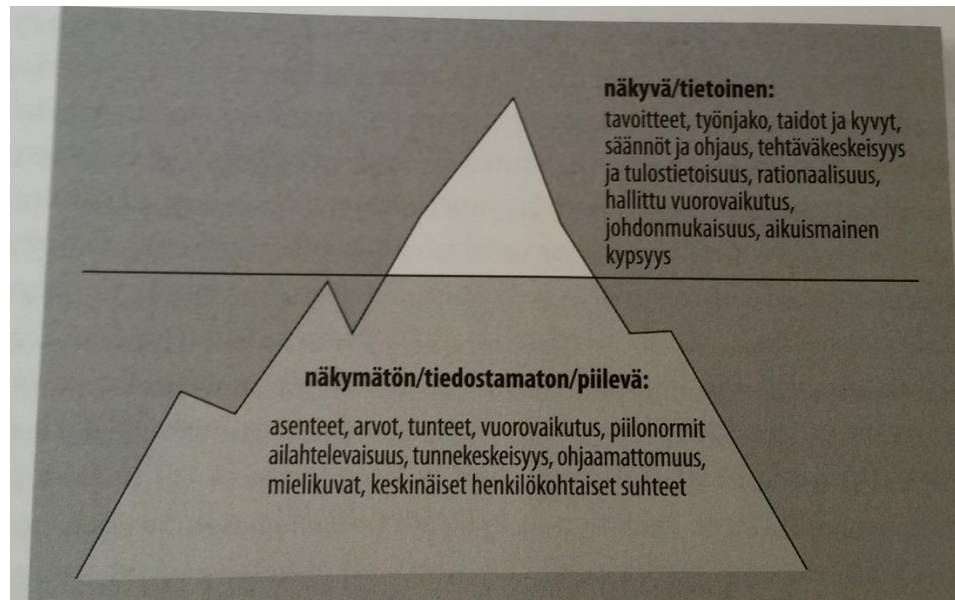 näkyvä/tietoinen:
tavoitteet, työnjako, taidot ja kyvyt,
säännöt ja ohjaus, tehtäväkeskeisyys
ja tulostietoisuus, rationaalisuus,
hallittu vuorovaikutus,
johdonmukaisuus, aikuismainen
kypsyys
näkymätön/tiedostamaton/piilevä:
asenteet, arvot, tunteet, vuorovaikutus, piilonormit
ailahtelevaisuus, tunnekeskeisyys, ohjaamattomuus,
mielikuvat, keskinäiset henkilökohtaiset suhteet